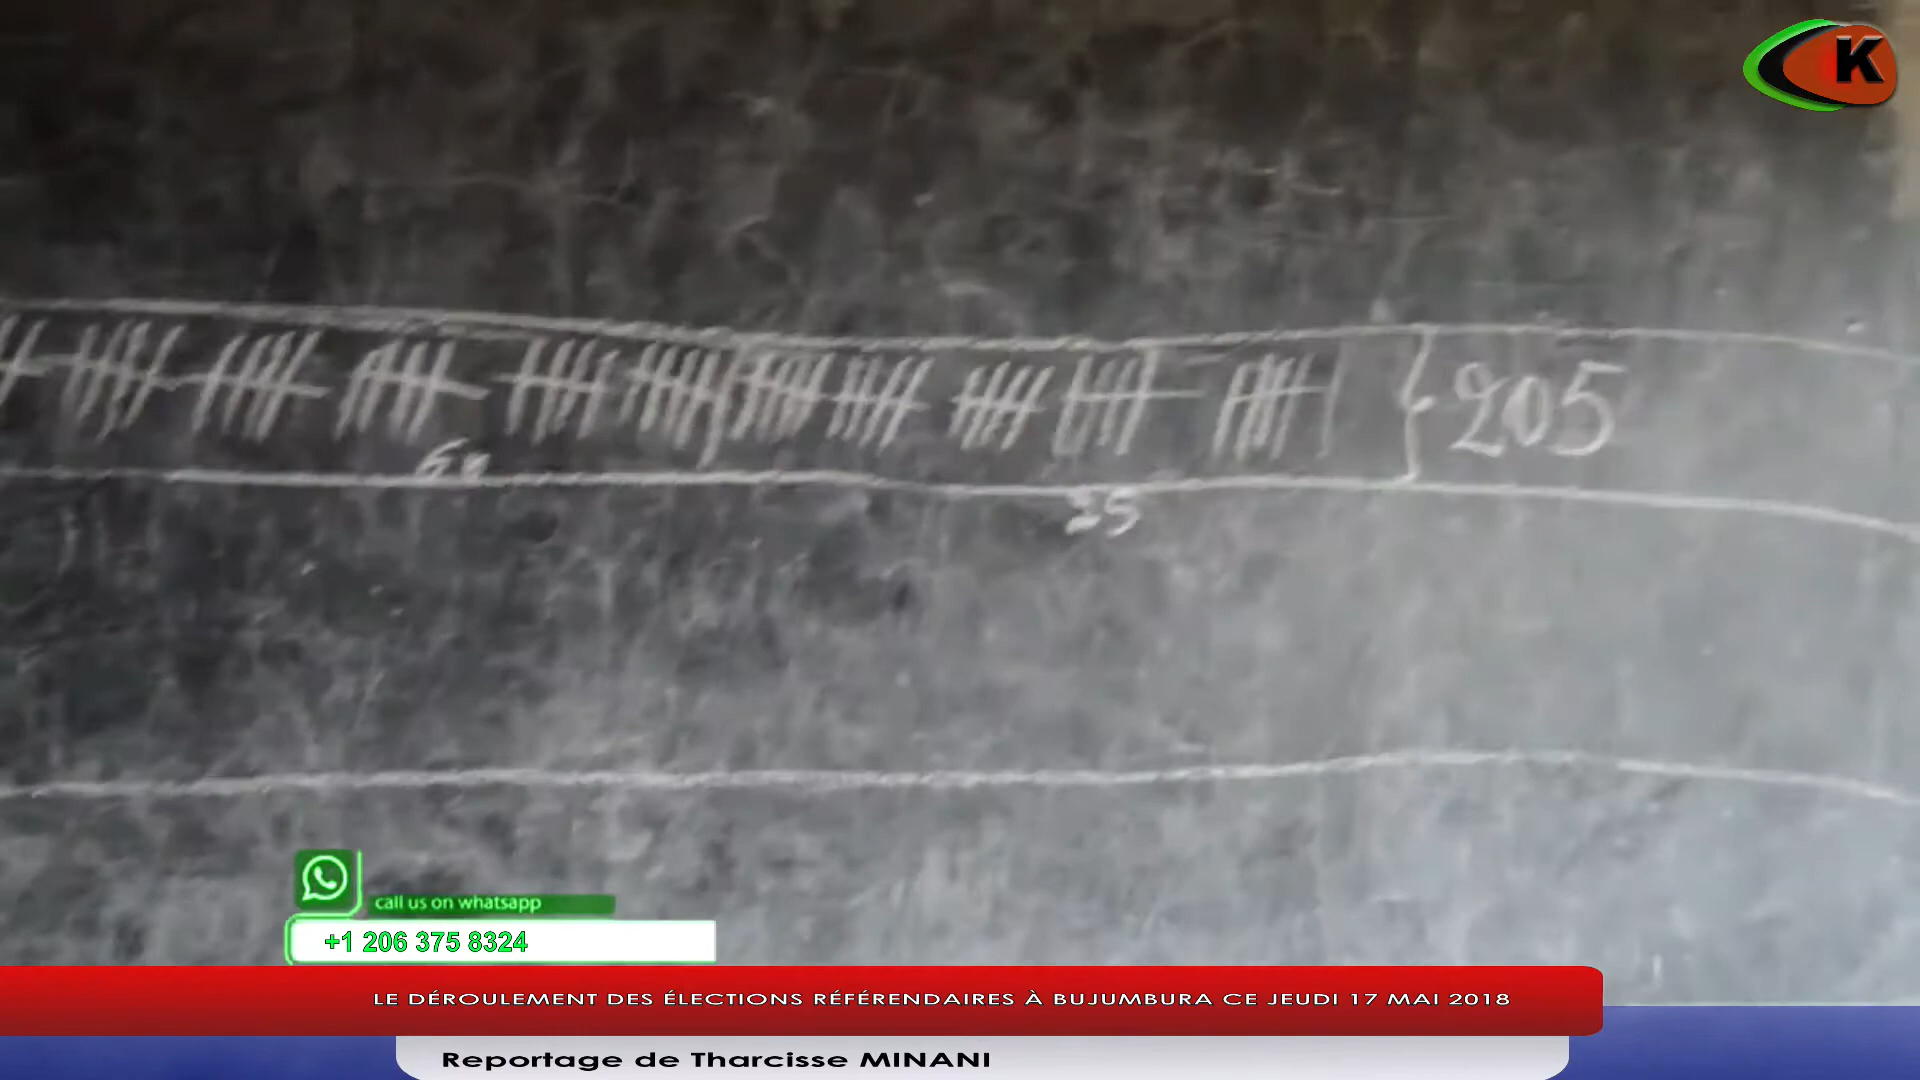 K
205
25
call us on whatsapp
+1 206 375 8324
LE DÉROULEMENT DES ÉLECTIONS RÉFÉRENDAIRES À BUJUMBURA CE JEUDI 17 MAI 2018
Reportage de Tharcisse MINANI